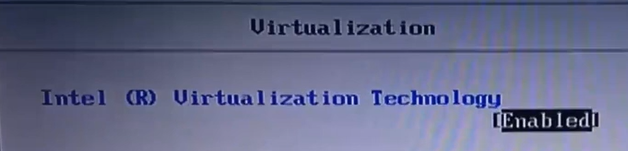 Virtualization
Intel (R) Virtualization Technology
[Enabled]